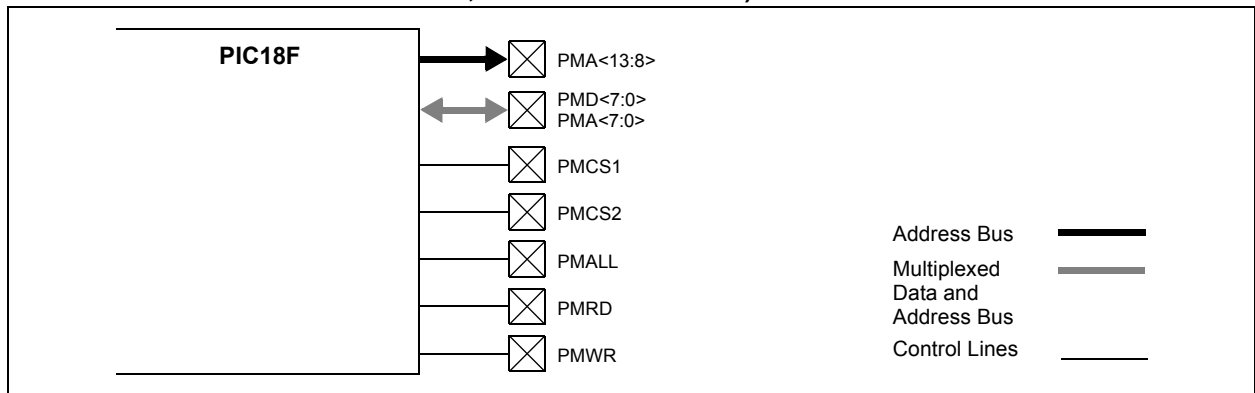 PIC18F
PMA<13:8>
PMD<7:0>
PMA<7:0>
PMCS1
PMCS2
PMALL
PMRD
PMWR
Address Bus
Multiplexed
Data and
Address Bus
Control Lines